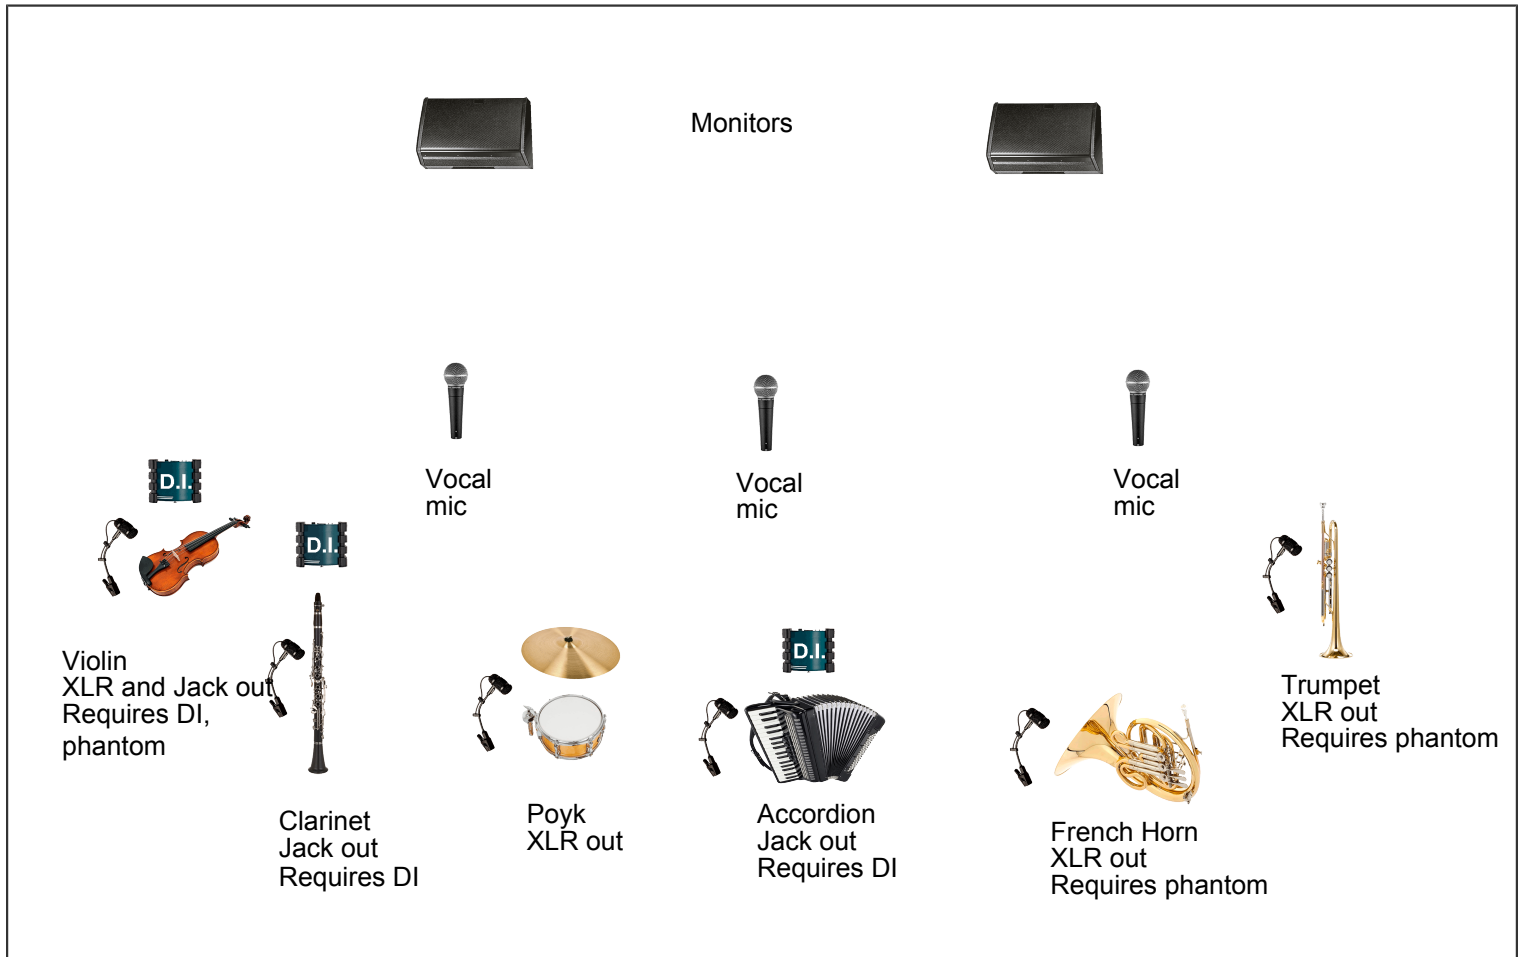 Monitors
Vocal
mic
Vocal
mic
Vocal
mic
D.I.
D.I.
Violin
XLR and Jack out
Requires DI,
phantom
Clarinet
Jack out
Requires DI
Poyk
XLR out
D.I.
Accordion
Jack out
Requires DI
French Horn
XLR out
Requires phantom
Trumpet
XLR out
Requires phantom